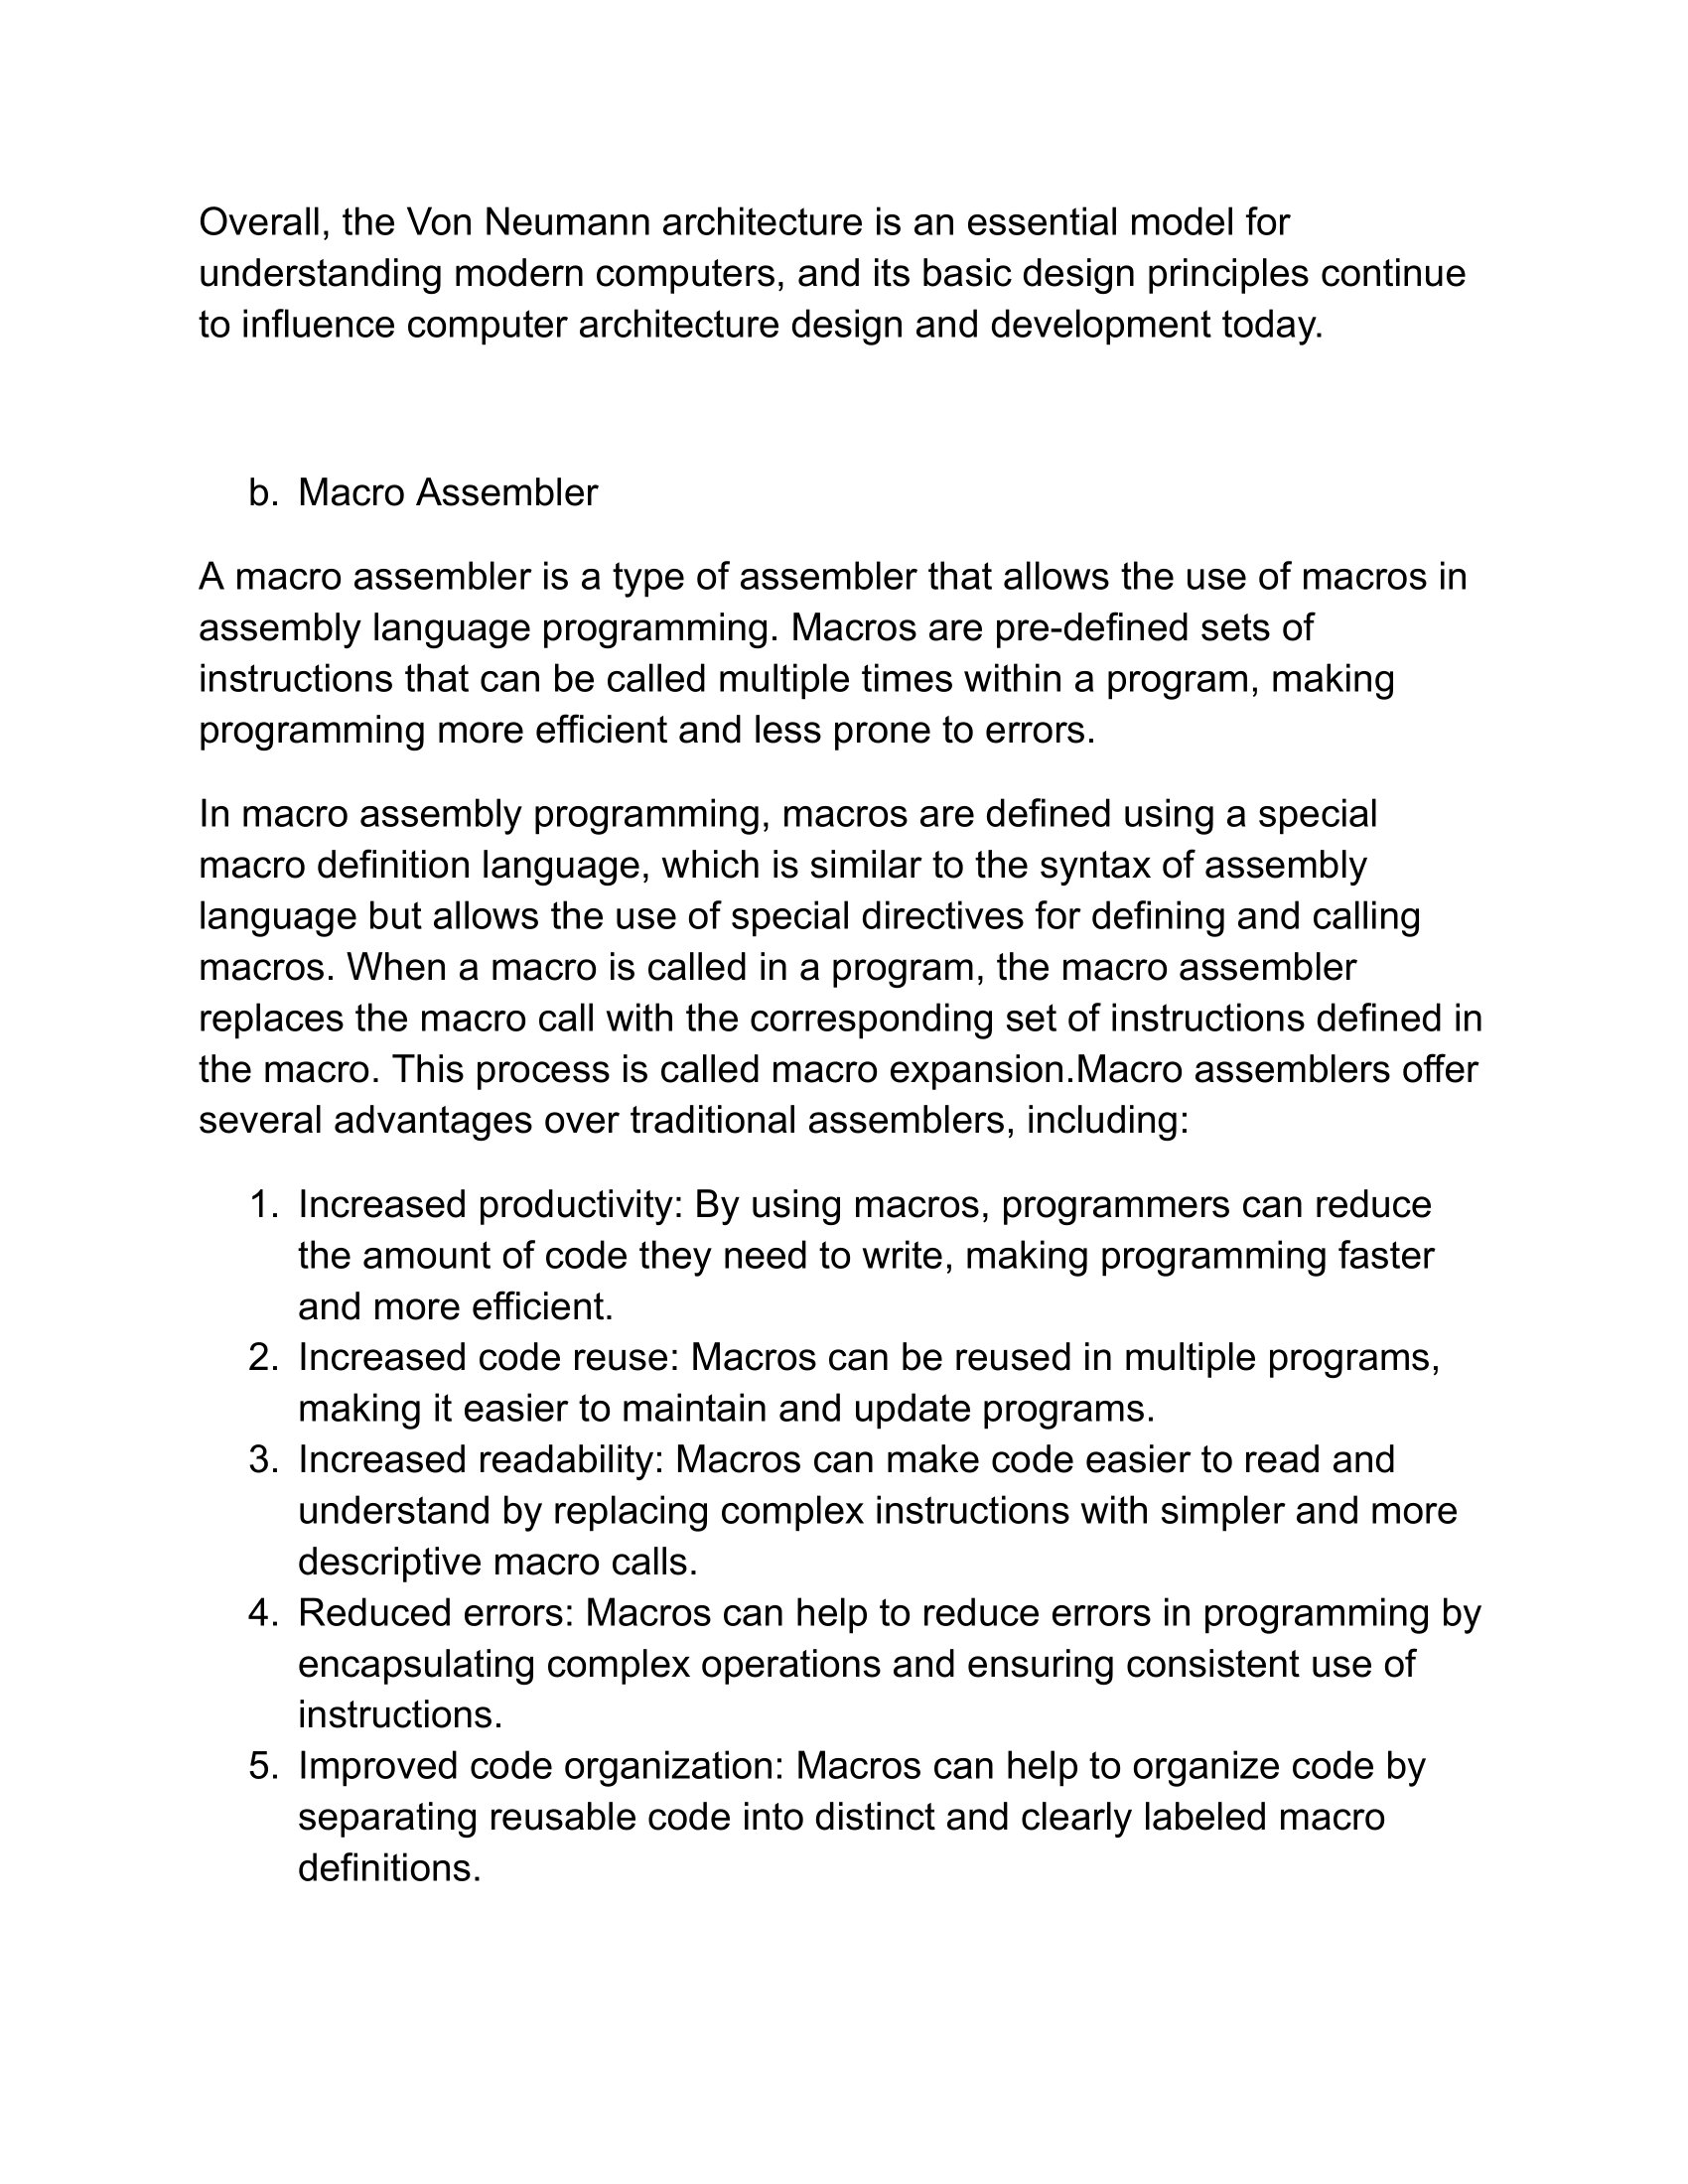 Overall, the Von Neumann architecture is an essential model for
understanding modern computers, and its basic design principles continue
to influence computer architecture design and development today.
b. Macro Assembler
A macro assembler is a type of assembler that allows the use of macros in
assembly language programming. Macros are pre-defined sets of
instructions that can be called multiple times within a program, making
programming more efficient and less prone to errors.
In macro assembly programming, macros are defined using a special
macro definition language, which is similar to the syntax of assembly
language but allows the use of special directives for defining and calling
macros. When a macro is called in a program, the macro assembler
replaces the macro call with the corresponding set of instructions defined in
the macro. This process is called macro expansion.Macro assemblers offer
several advantages over traditional assemblers, including:
1. Increased productivity: By using macros, programmers can reduce
the amount of code they need to write, making programming faster
and more efficient.
2. Increased code reuse: Macros can be reused in multiple programs,
making it easier to maintain and update programs.
3. Increased readability: Macros can make code easier to read and
understand by replacing complex instructions with simpler and more
descriptive macro calls.
4. Reduced errors: Macros can help to reduce errors in programming by
encapsulating complex operations and ensuring consistent use of
instructions.
5. Improved code organization: Macros can help to organize code by
separating reusable code into distinct and clearly labeled macro
definitions.